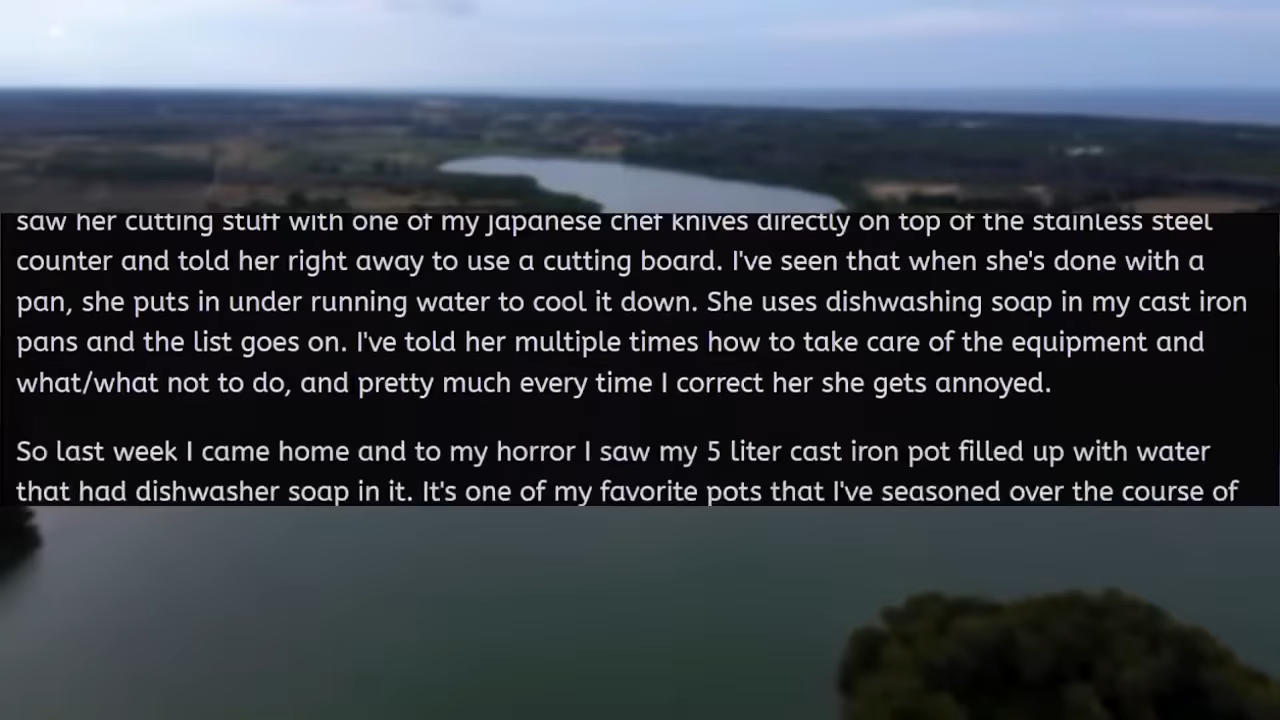 saw her cutting stuff with one of my Japanese chef knives directly on top of the stainless steel
counter and told her right away to use a cutting board. I've seen that when she's done with a
pan, she puts in under running water to cool it down. She uses dishwashing soap in my cast iron
pans and the list goes on. I've told her multiple times how to take care of the equipment and
what/what not to do, and pretty much every time I correct her she gets annoyed.
So last week I came home and to my horror I saw my 5 liter cast iron pot filled up with water
that had dishwasher soap in it. It's one of my favorite pots that I've seasoned over the course of